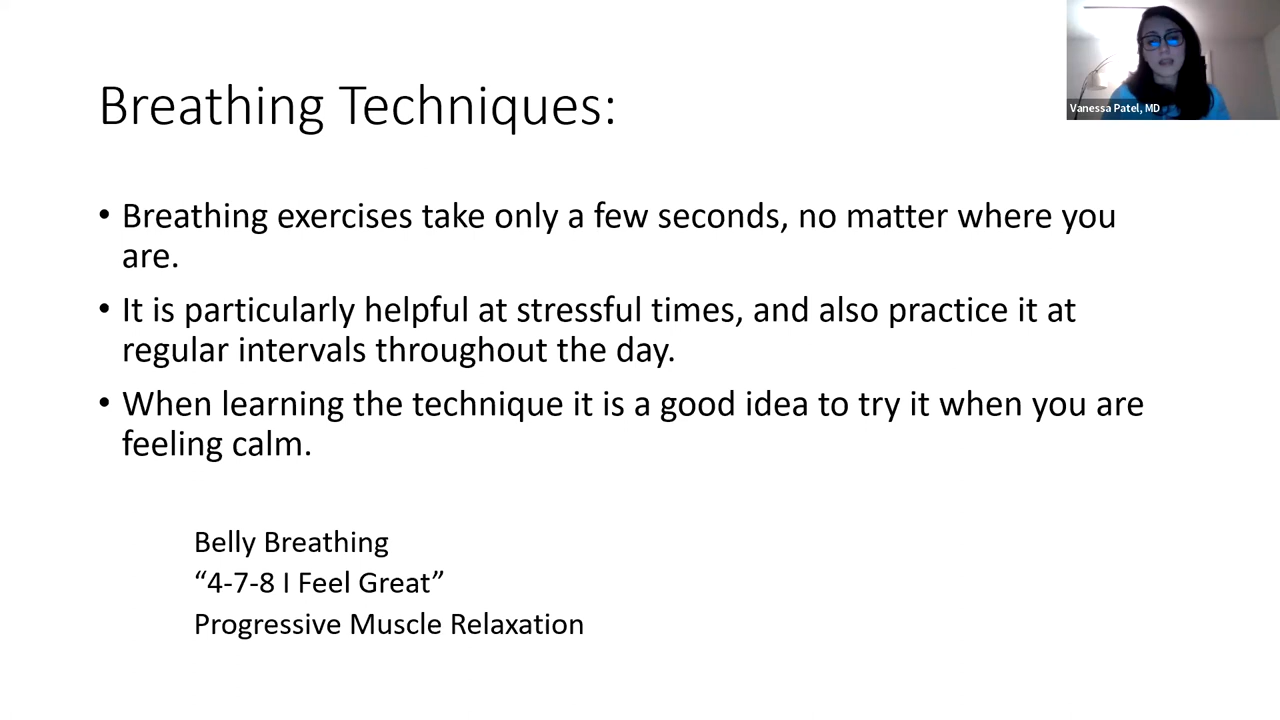 Breathing Techniques:
Vanessa Patel, MD
• Breathing exercises take only a few seconds, no matter where you
are.
• It is particularly helpful at stressful times, and also practice it at
regular intervals throughout the day.
• When learning the technique it is a good idea to try it when you are
feeling calm.
Belly Breathing
“4-7-8 I Feel Great”
Progressive Muscle Relaxation